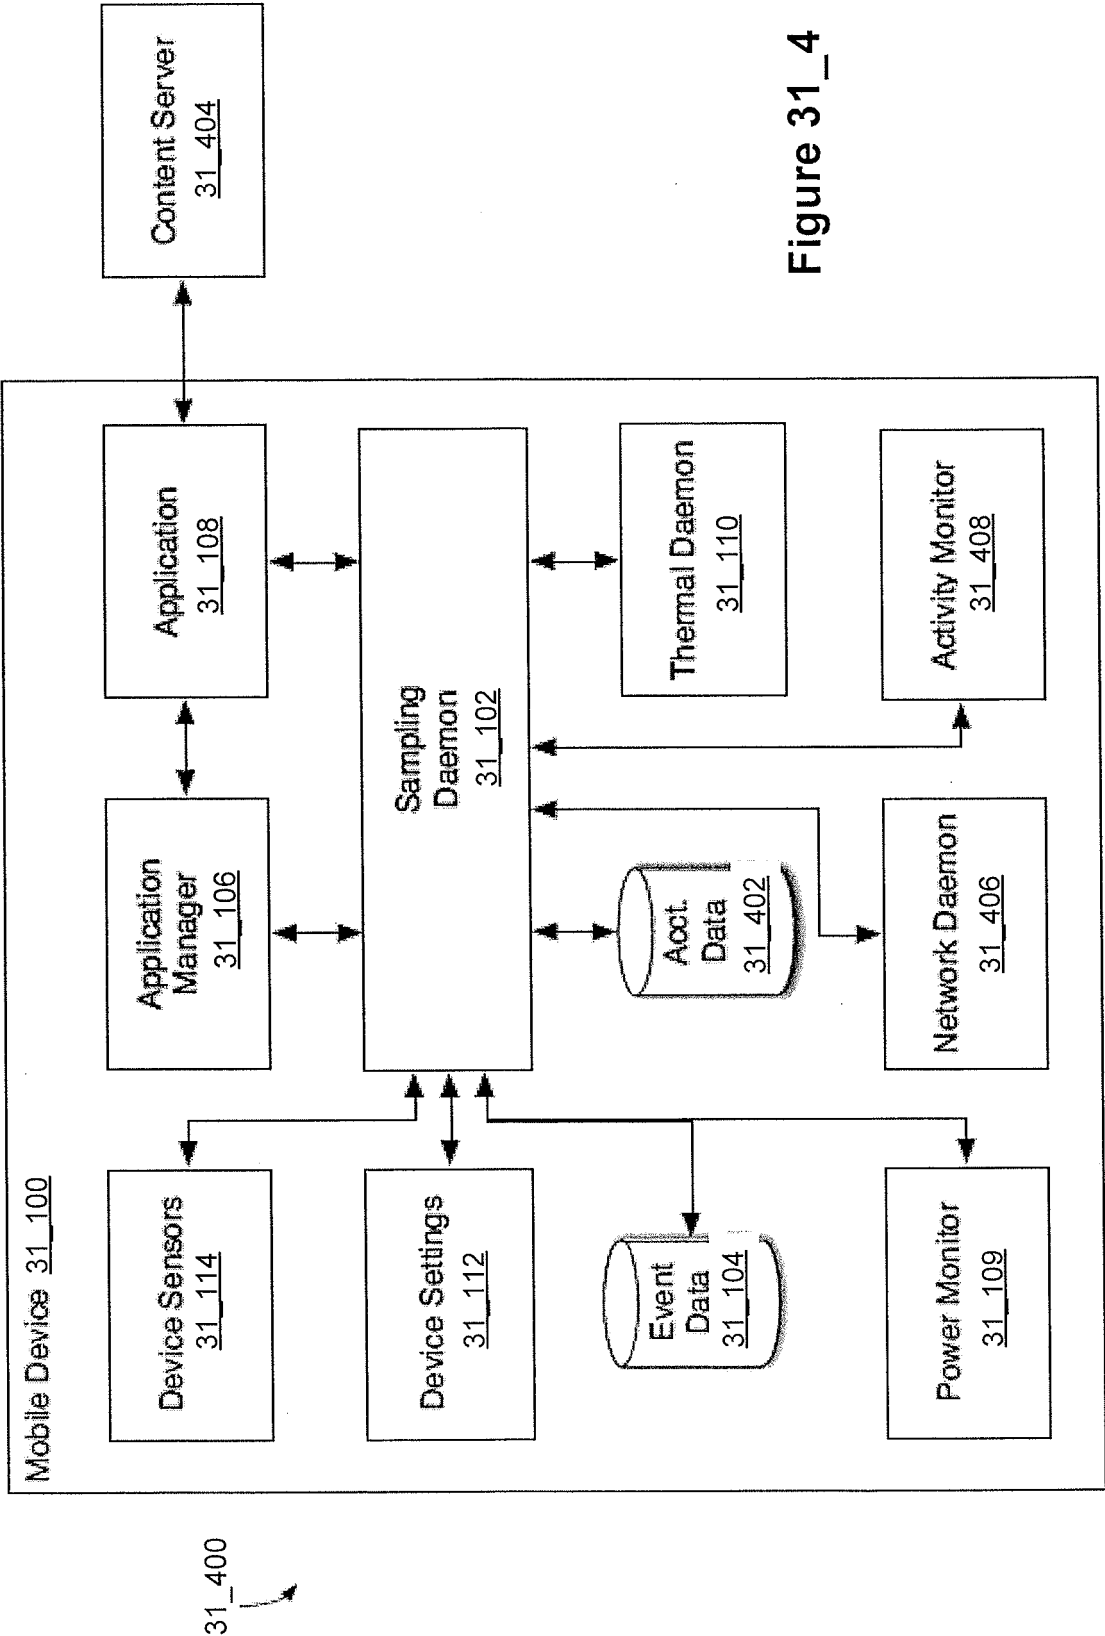 31_400
Mobile Device 31_100
Device Sensors
31_114
Application
Manager
31_106
Application
31_108
Content Server
31_404
Device Settings
31_112
Sampling
Daemon
31_102
Event
Data
31_104
Acct.
Data
31_402
Thermal Daemon
31_110
Power Monitor
31_109
Network Daemon
31_406
Activity Monitor
31_408
Figure 31_4